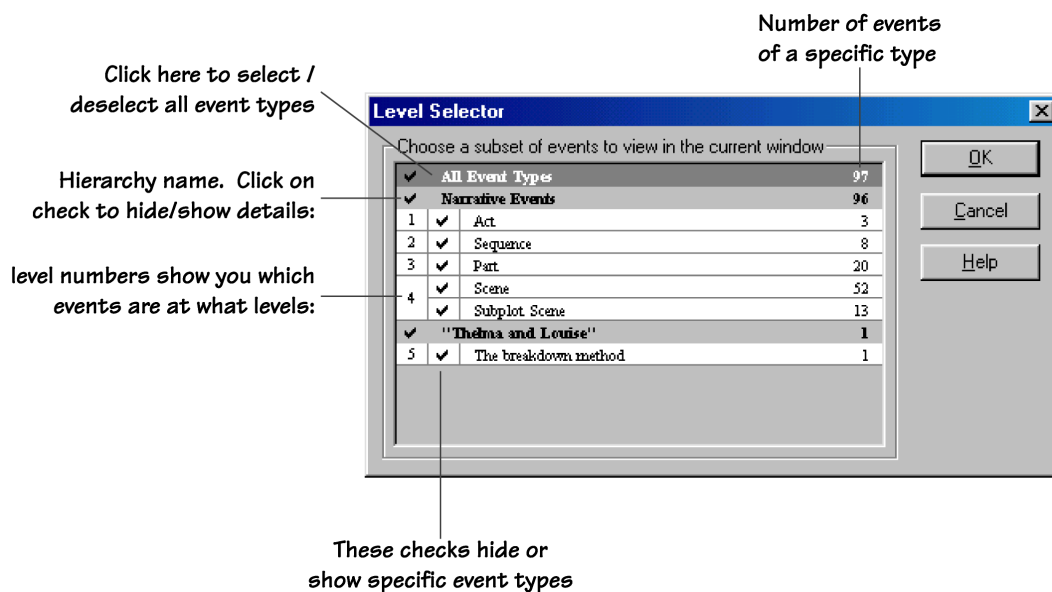 Number of events
of a specific type
Click here to select /
deselect all event types
Level Selector
Choose a subset of events to view in the current window
OK
All Event Types 97
Hierarchy name. Click on
check to hide/show details:
Narrative Events 96
Cancel
1 Act 3
2 Sequence 8
3 Part 20
Help
level numbers show you which
events are at what levels:
4 Scene 52
Subplot Scene 13
"Thelma and Louise" 1
5 The breakdown method 1
These checks hide or
show specific event types